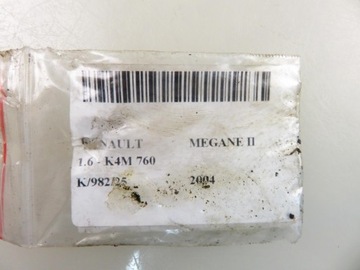 RENAULT MEGANE II
1.6 - K4M 760
K/982/25 2004